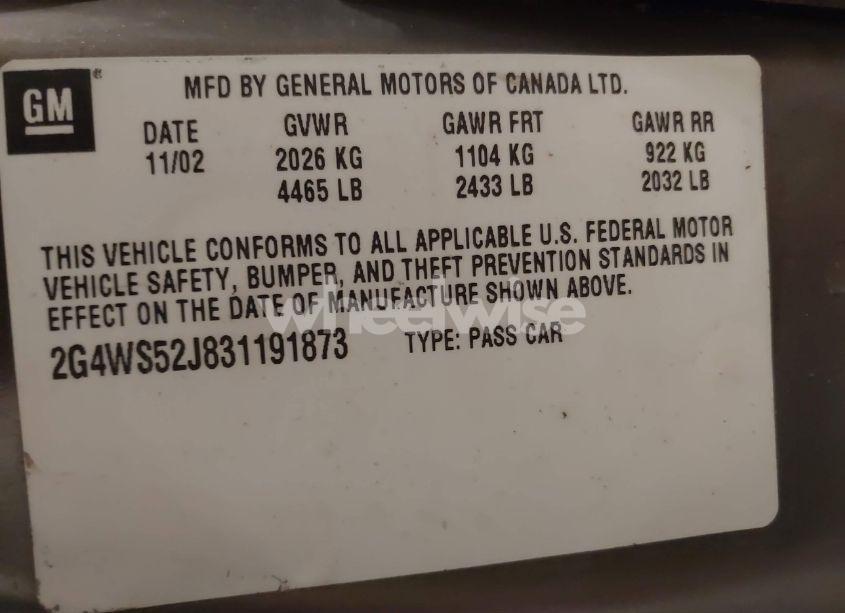 GM®
MFD BY GENERAL MOTORS OF CANADA LTD.
DATE GVWR GAWR FRT GAWR RR
11/02 2026 KG 1104 KG 922 KG
4465 LB 2433 LB 2032 LB
THIS VEHICLE CONFORMS TO ALL APPLICABLE U.S. FEDERAL MOTOR
VEHICLE SAFETY, BUMPER, AND THEFT PREVENTION STANDARDS IN
EFFECT ON THE DATE OF MANUFACTURE SHOWN ABOVE.
wheelwise
2G4WS52J831191873 TYPE: PASS CAR